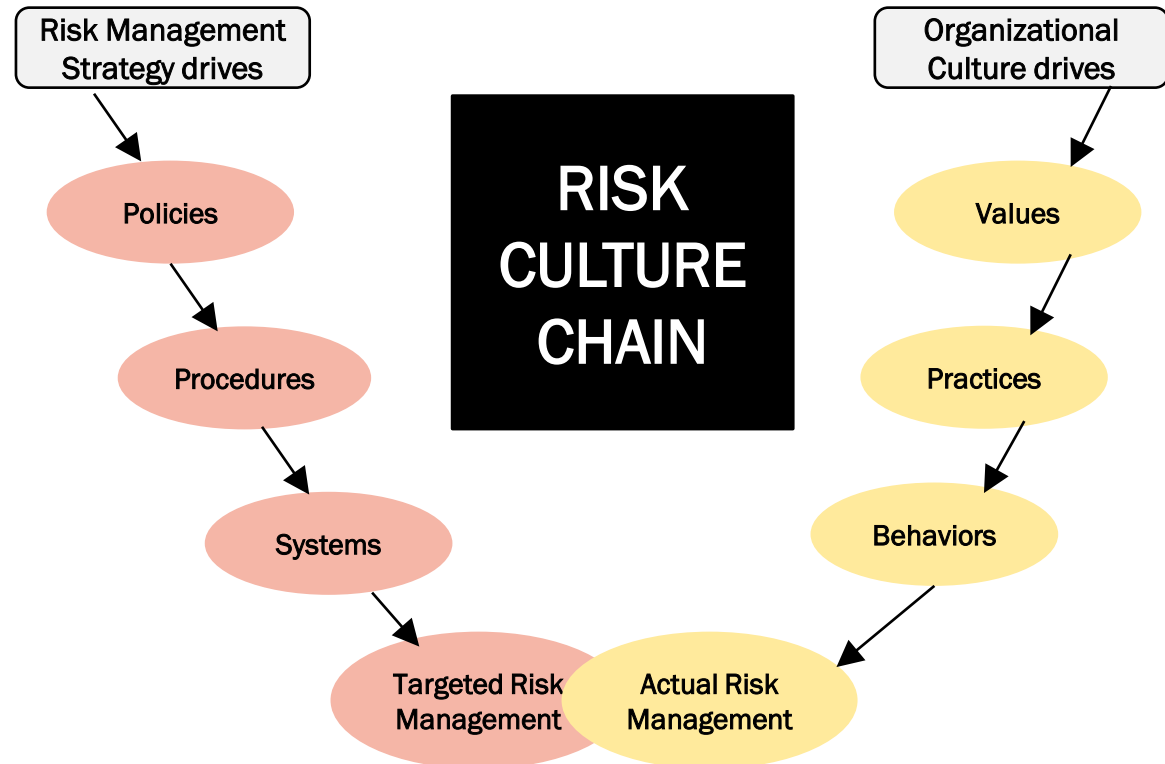 Risk Management
Strategy drives
Organizational
Culture drives
RISK
CULTURE
CHAIN
Policies
Values
Procedures
Practices
Systems
Behaviors
Targeted Risk
Management
Actual Risk
Management